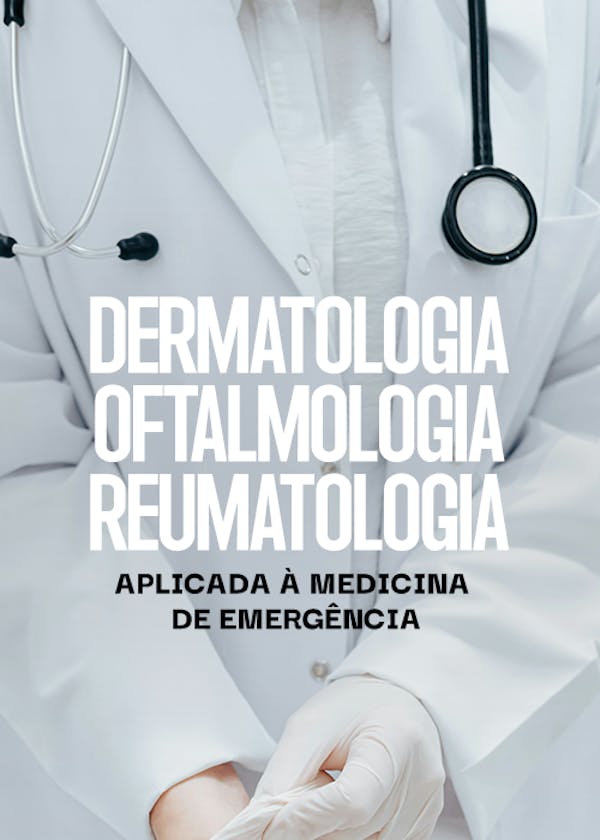 DERMATOLOGIA
OFTALMOLOGIA
REUMATOLOGIA
APLICADA À MEDICINA
DE EMERGÊNCIA